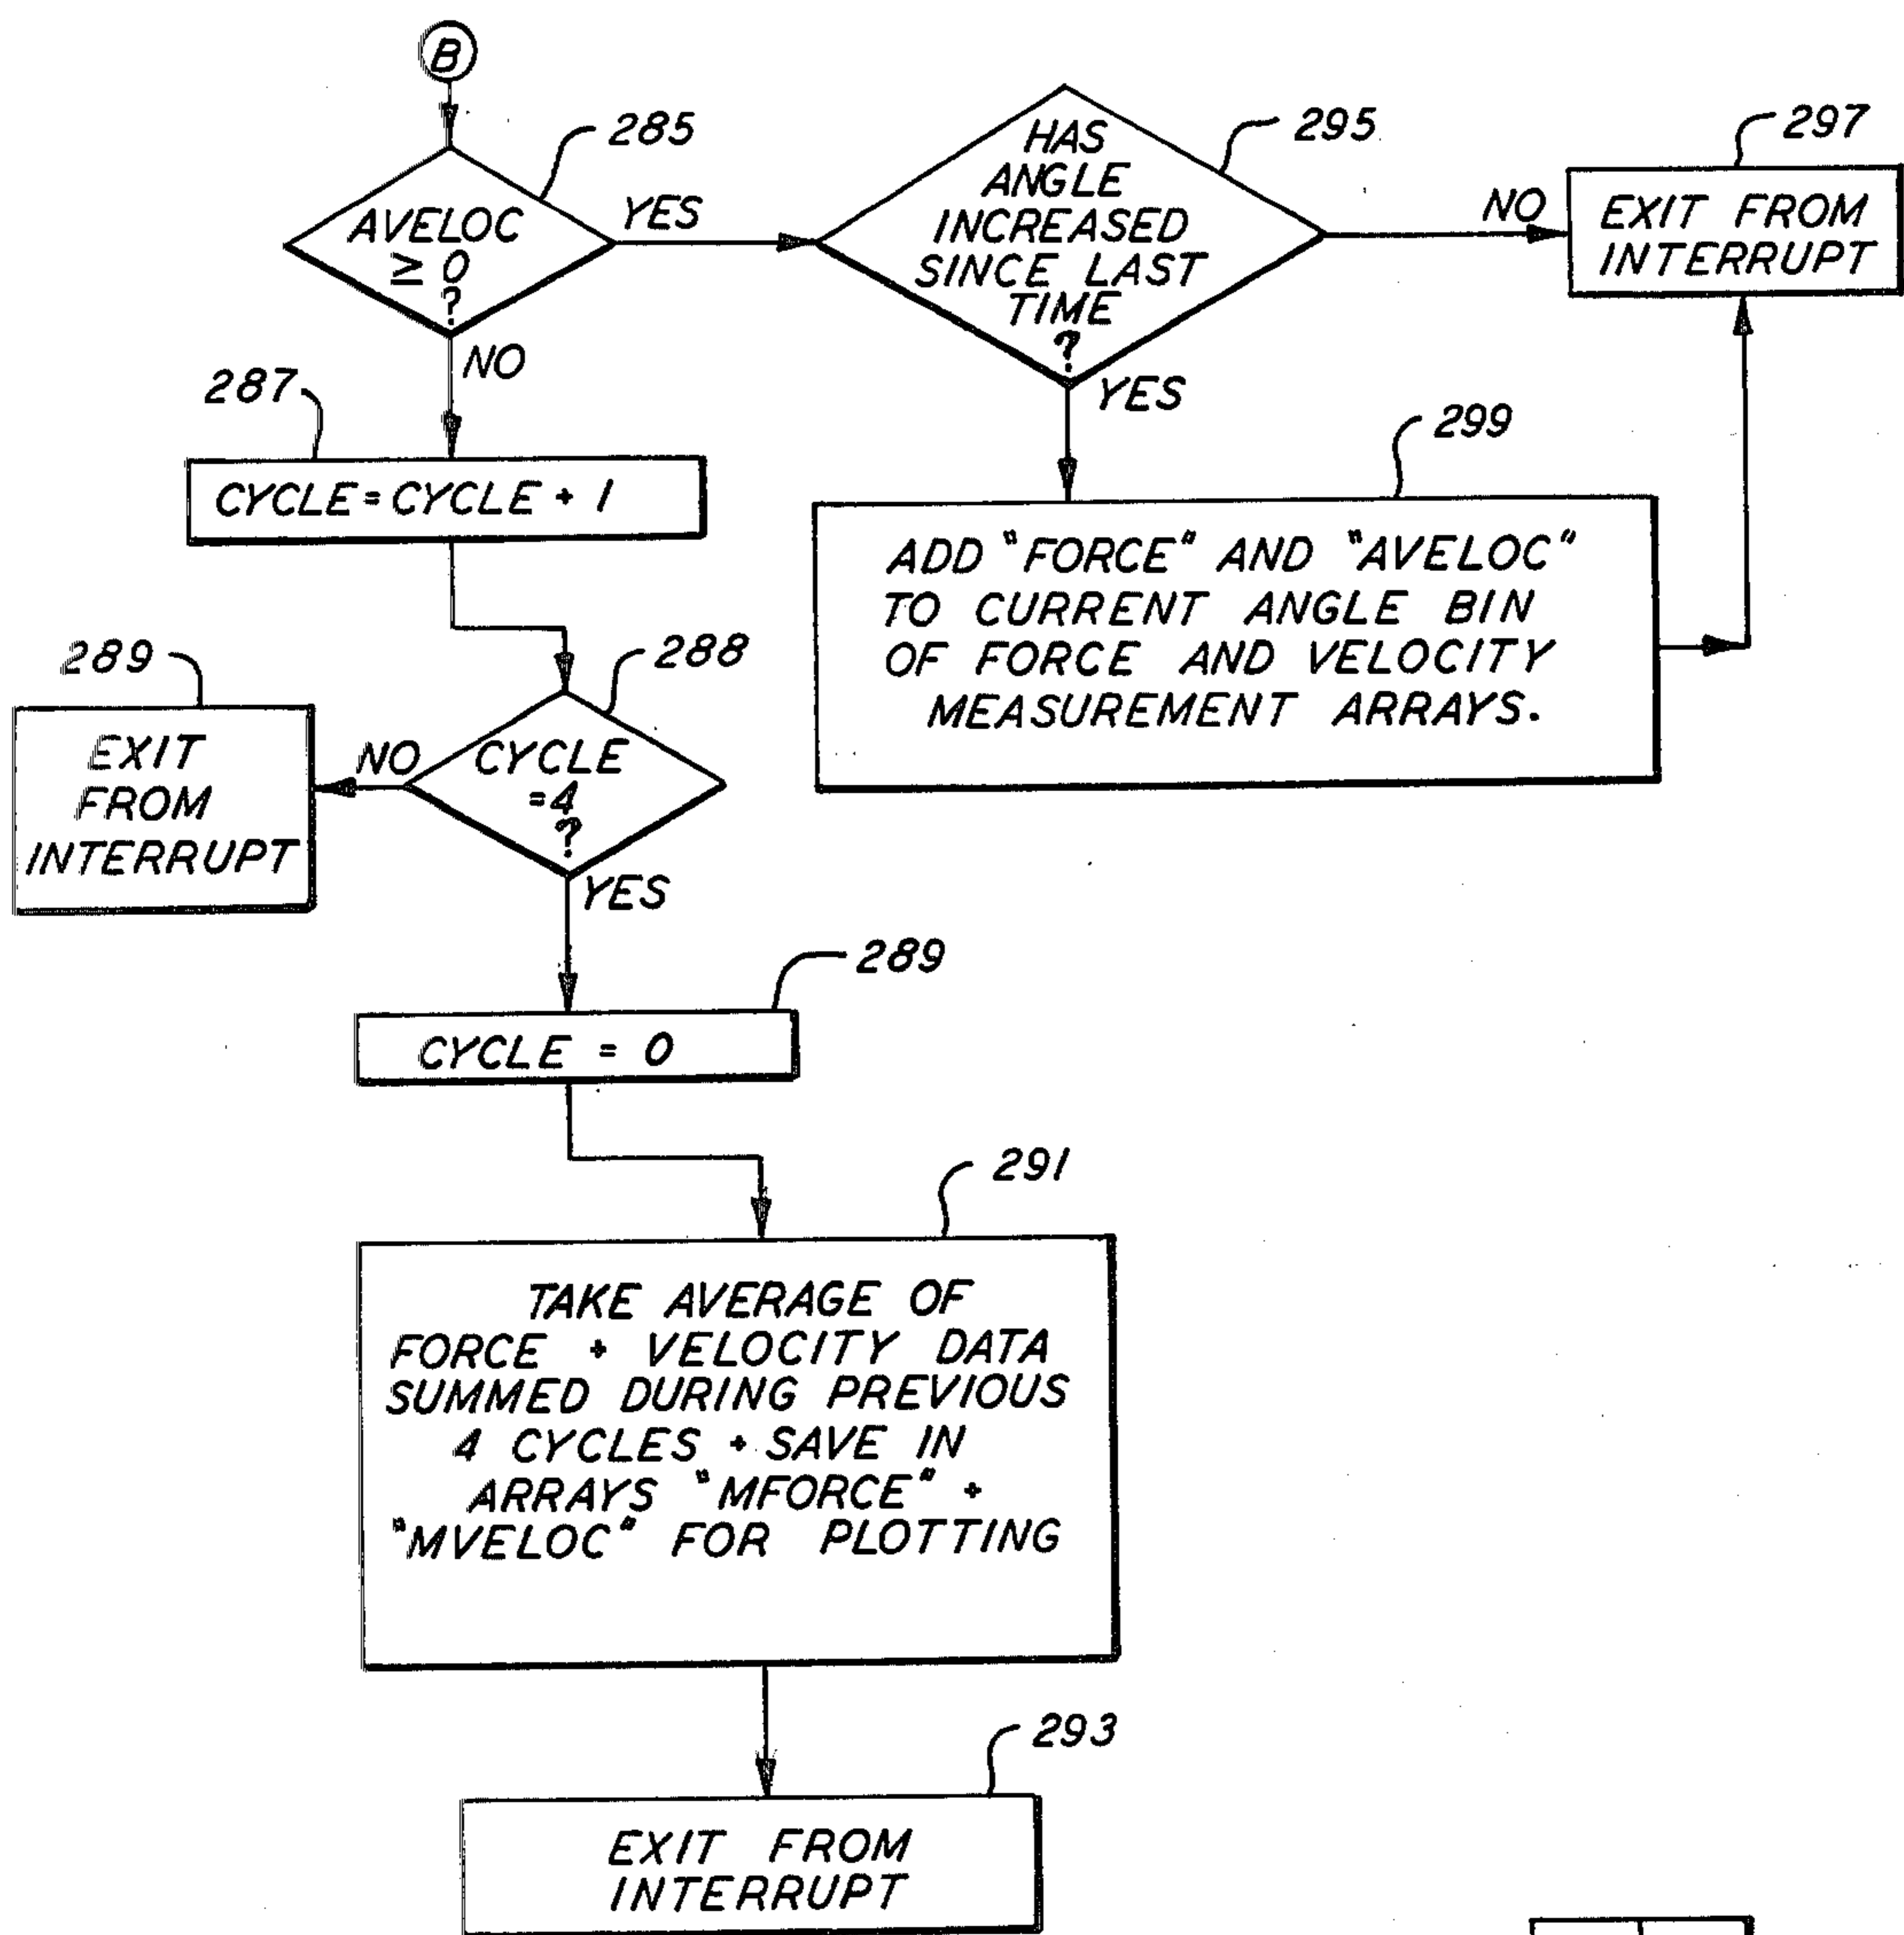 B
285
AVELOC
≥ 0
?
YES
NO
295
HAS
ANGLE
INCREASED
SINCE LAST
TIME
?
NO
YES
297
EXIT FROM
INTERRUPT
287
CYCLE = CYCLE + 1
299
ADD "FORCE" AND "AVELOC"
TO CURRENT ANGLE BIN
OF FORCE AND VELOCITY
MEASUREMENT ARRAYS.
288
CYCLE
=4
?
NO
YES
289
EXIT
FROM
INTERRUPT
289
CYCLE = 0
291
TAKE AVERAGE OF
FORCE + VELOCITY DATA
SUMMED DURING PREVIOUS
4 CYCLES + SAVE IN
ARRAYS "MFORCE" +
"MVELOC" FOR PLOTTING
293
EXIT FROM
INTERRUPT